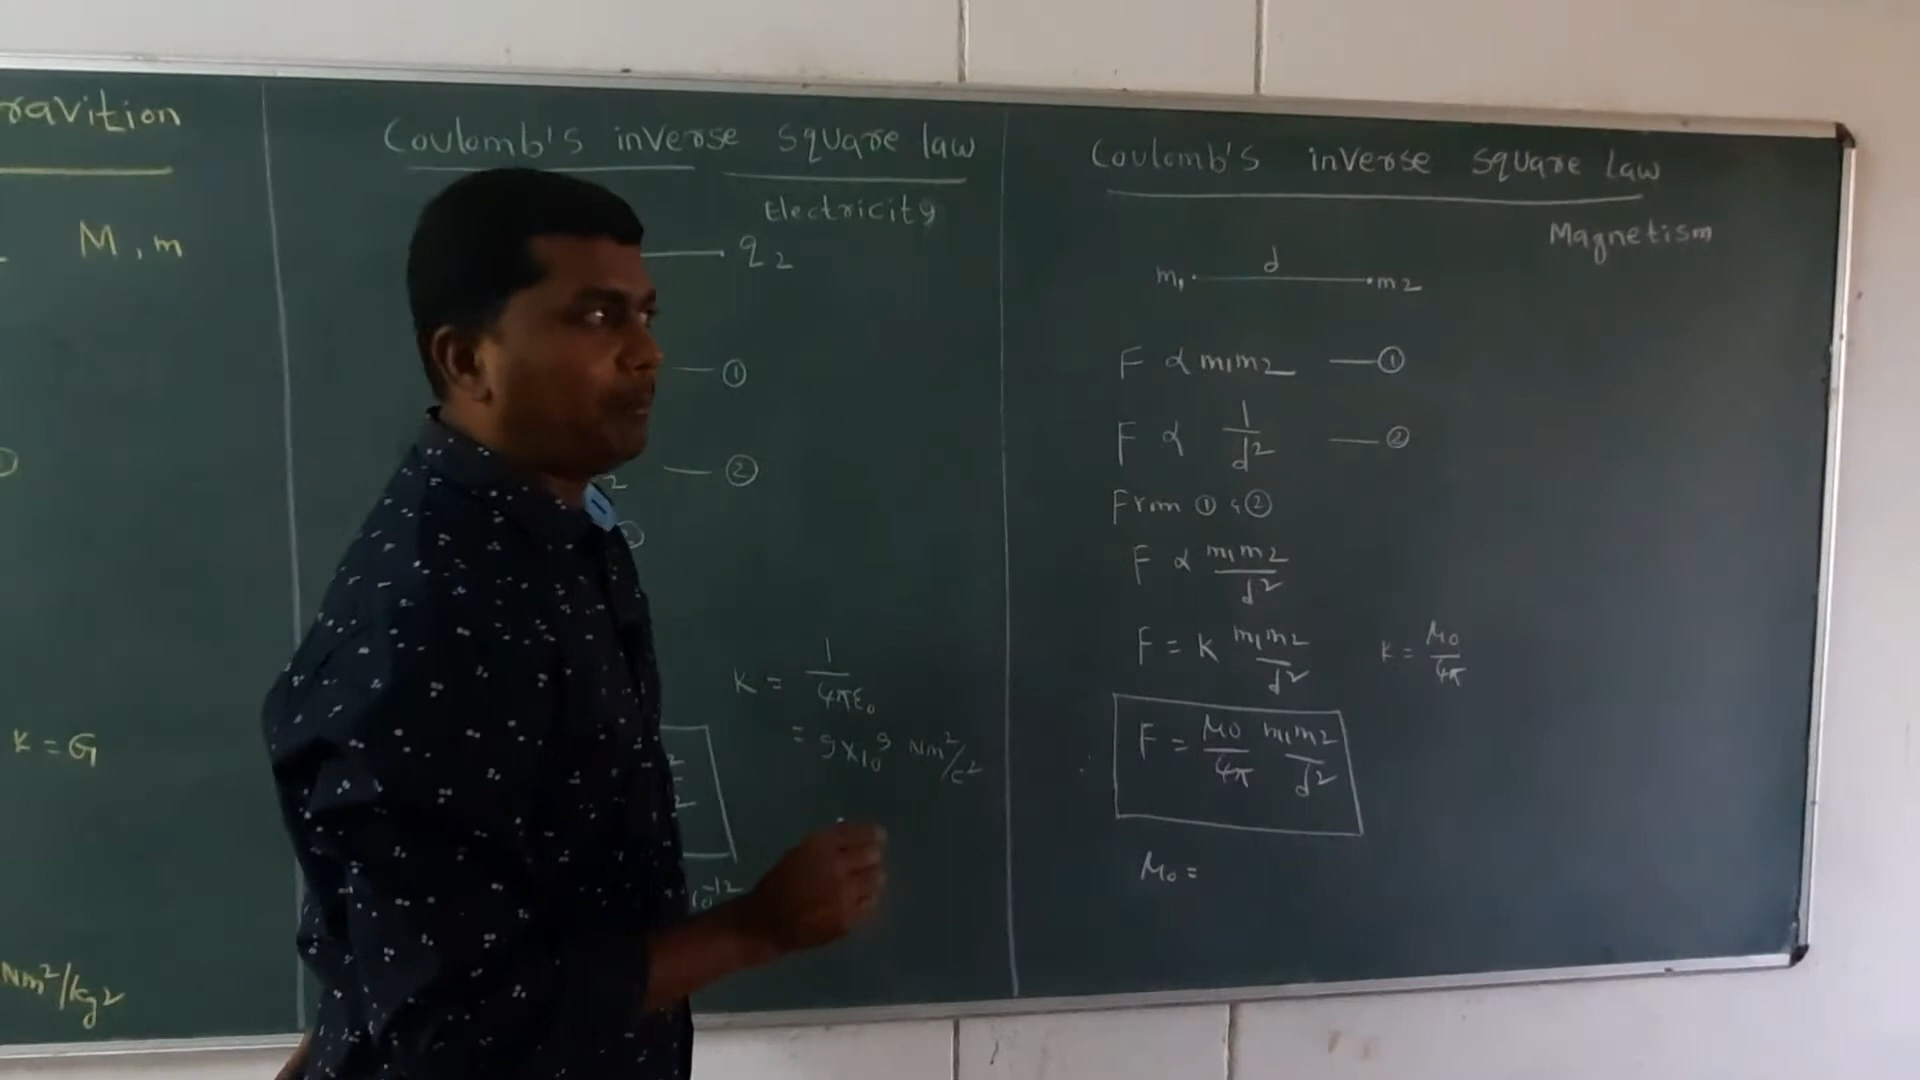 ravition
M, m
K = G
Nm²/kg2
Coulomb's inverse square law
Electricity
q2
— ①
— ②
K = 1/4πε₀
= 9×10⁹ Nm²/c²
10⁻¹²
Coulomb's inverse square law
Magnetism
m₁ d m2
F ∝ m1m2 — ①
F ∝ 1/d² — ②
From ① & ②
F ∝ m1m2/d²
F = K m1m2/d² K = μ₀/4π
∴ F = μ₀/4π m1m2/d²
μ₀ =